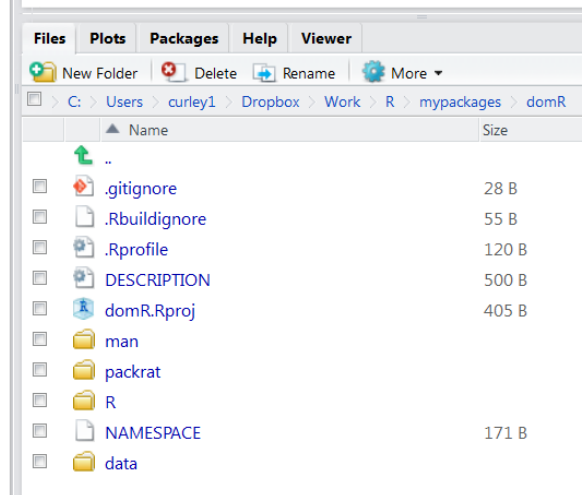 Files Plots Packages Help Viewer
New Folder Delete Rename More
C: > Users > curley1 > Dropbox > Work > R > mypackages > domR
Name Size
..
.gitignore 28 B
.Rbuildignore 55 B
.Rprofile 120 B
DESCRIPTION 500 B
domR.Rproj 405 B
man
packrat
R
NAMESPACE 171 B
data